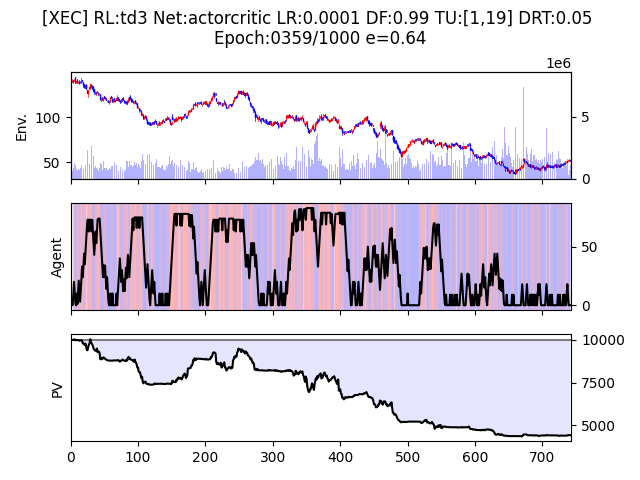 [XEC] RL:td3 Net:actorcritic LR:0.0001 DF:0.99 TU:[1,19] DRT:0.05
Epoch:0359/1000 e=0.64
1e6
Env.
100
50
5
0
Agent
50
0
PV
10000
7500
5000
0 100 200 300 400 500 600 700